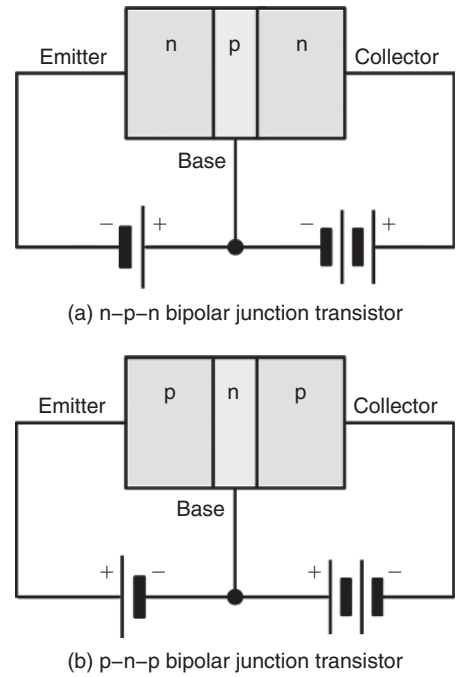 n p n
Emitter Collector
Base
− + − +
(a) n–p–n bipolar junction transistor
p n p
Emitter Collector
Base
+ − + −
(b) p–n–p bipolar junction transistor